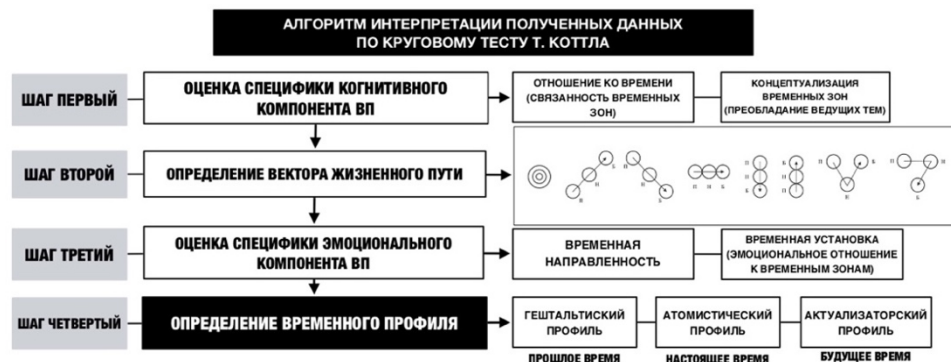 АЛГОРИТМ ИНТЕРПРЕТАЦИИ ПОЛУЧЕННЫХ ДАННЫХ
ПО КРУГОВОМУ ТЕСТУ Т. КОТТЛА
ШАГ ПЕРВЫЙ
ОЦЕНКА СПЕЦИФИКИ КОГНИТИВНОГО
КОМПОНЕНТА ВП
ОТНОШЕНИЕ КО ВРЕМЕНИ
(СВЯЗАННОСТЬ ВРЕМЕННЫХ
ЗОН)
КОНЦЕПТУАЛИЗАЦИЯ
ВРЕМЕННЫХ ЗОН
(ПРЕОБЛАДАНИЕ ВЕДУЩИХ ТЕМ)
ШАГ ВТОРОЙ
ОПРЕДЕЛЕНИЕ ВЕКТОРА ЖИЗНЕННОГО ПУТИ
П Н Б
ШАГ ТРЕТИЙ
ОЦЕНКА СПЕЦИФИКИ ЭМОЦИОНАЛЬНОГО
КОМПОНЕНТА ВП
ВРЕМЕННАЯ
НАПРАВЛЕННОСТЬ
ВРЕМЕННАЯ УСТАНОВКА
(ЭМОЦИОНАЛЬНОЕ ОТНОШЕНИЕ
К ВРЕМЕННЫМ ЗОНАМ)
ШАГ ЧЕТВЕРТЫЙ
ОПРЕДЕЛЕНИЕ ВРЕМЕННОГО ПРОФИЛЯ
ГЕШТАЛЬТИСКИЙ
ПРОФИЛЬ
АТОМИСТИЧЕСКИЙ
ПРОФИЛЬ
АКТУАЛИЗАТОРСКИЙ
ПРОФИЛЬ
ПРОШЛОЕ ВРЕМЯ
НАСТОЯЩЕЕ ВРЕМЯ
БУДУЩЕЕ ВРЕМЯ